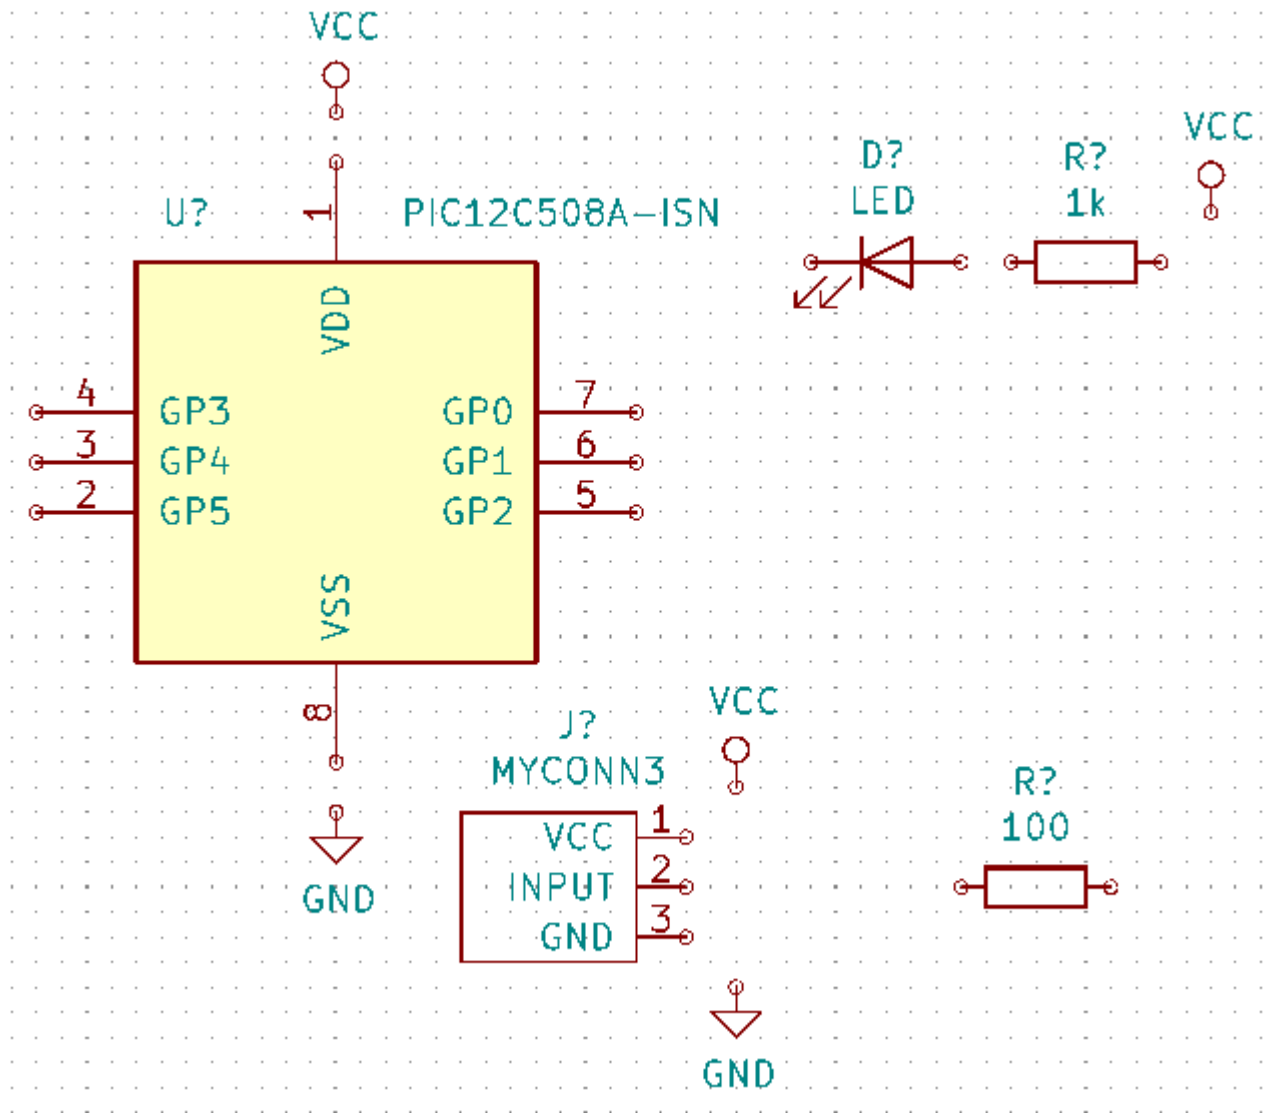 VCC
U?
1
PIC12C508A-ISN
VDD
4
GP3
3
GP4
2
GP5
GP0
7
GP1
6
GP2
5
VSS
8
GND
D?
LED
R?
1k
VCC
J?
MYCONN3
VCC
1
INPUT
2
GND
3
VCC
GND
R?
100